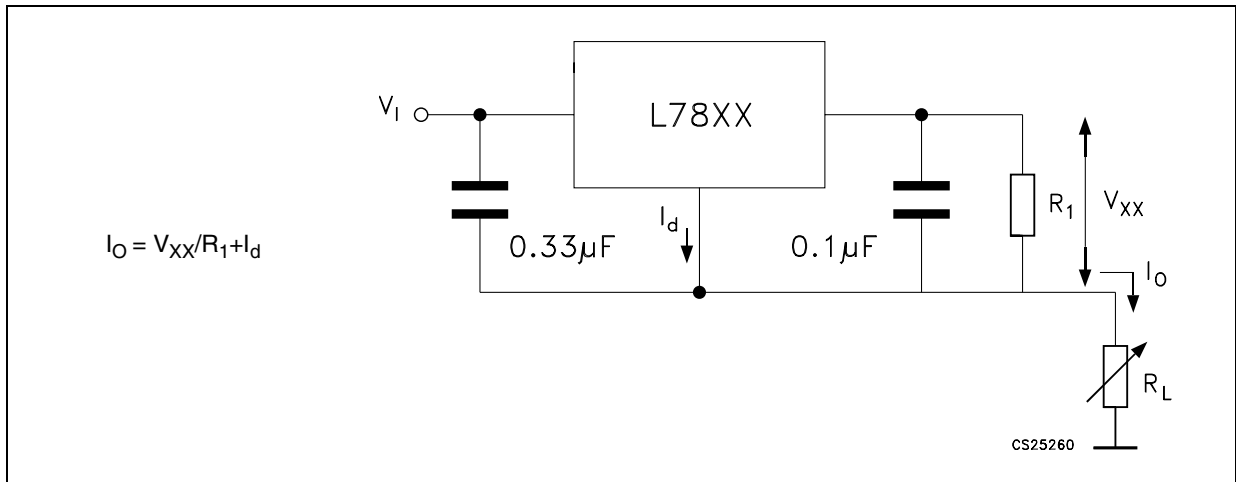 L78XX
V_I
R_1
V_XX
I_d
I_O = V_XX/R_1+I_d
0.33µF
0.1µF
I_O
R_L
CS25260